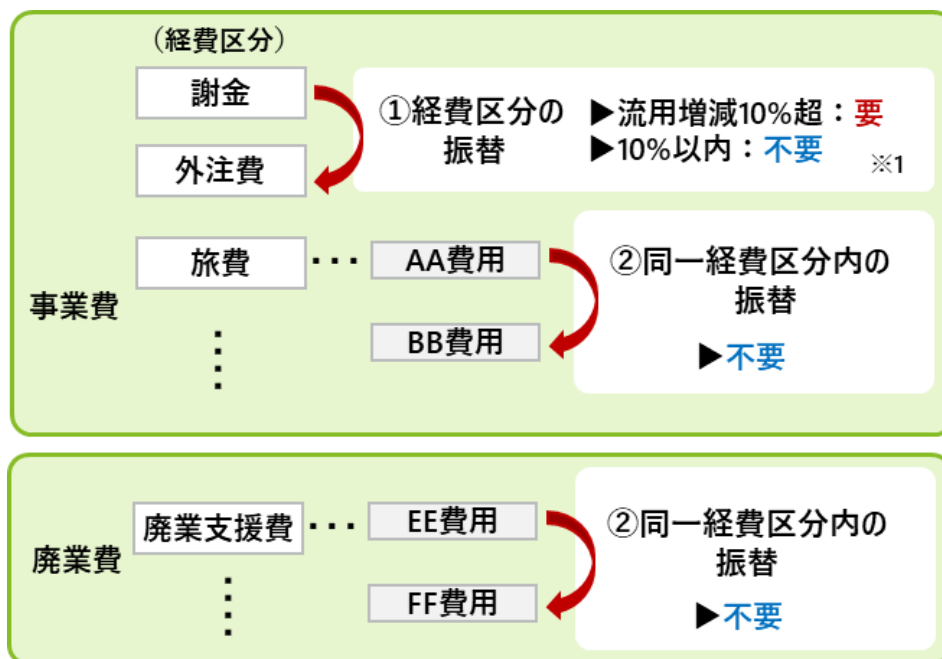 （経費区分）
謝金
外注費
①経費区分の
振替
▶流用増減10%超：要
▶10%以内：不要
※1
事業費
旅費
・・・
AA費用
BB費用
②同一経費区分内の
振替
▶不要
廃業費
廃業支援費
・・・
EE費用
FF費用
②同一経費区分内の
振替
▶不要